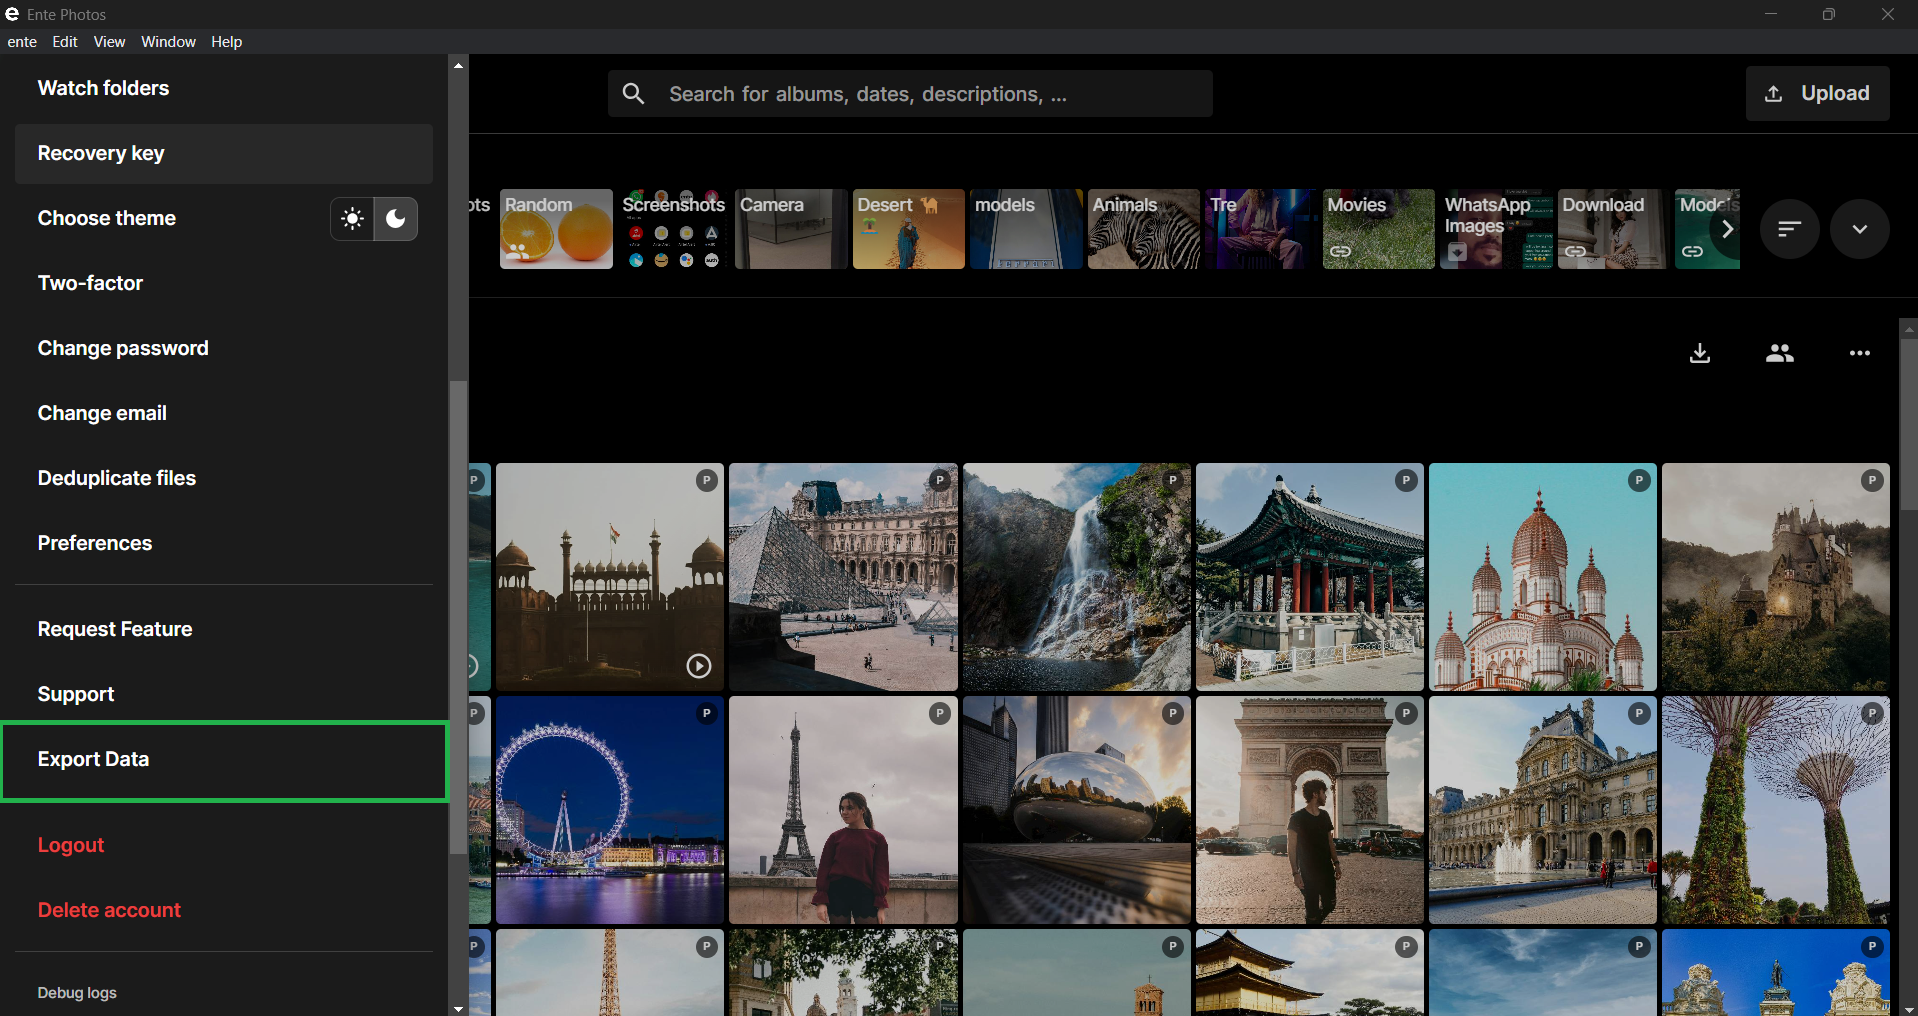 Ente Photos
ente Edit View Window Help
Watch folders
Recovery key
Choose theme
Two-factor
Change password
Change email
Deduplicate files
Preferences
Request Feature
Support
Export Data
Logout
Delete account
Debug logs
Search for albums, dates, descriptions, ...
Upload
ots
Random
Screenshots
Camera
Desert
models
Animals
Tre
Movies
WhatsApp
Images
Download
Models
P P P P P P P
P P P P P P P
P P P P P P P